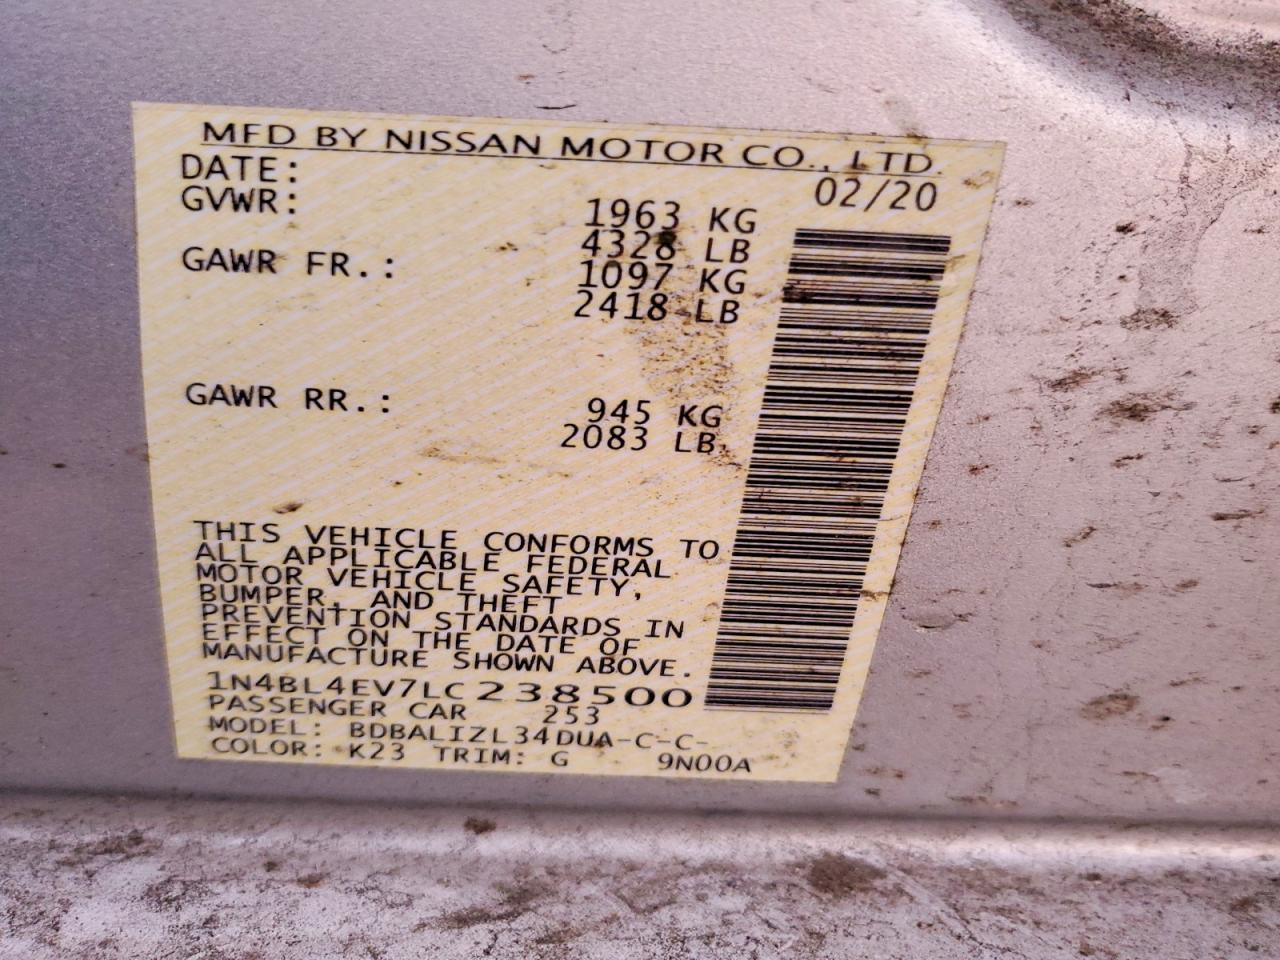 MFD BY NISSAN MOTOR CO., LTD.
DATE: 02/20
GVWR: 1963 KG
4328 LB
GAWR FR.: 1097 KG
2418 LB
GAWR RR.: 945 KG
2083 LB
THIS VEHICLE CONFORMS TO
ALL APPLICABLE FEDERAL
MOTOR VEHICLE SAFETY,
BUMPER, AND THEFT
PREVENTION STANDARDS IN
EFFECT ON THE DATE OF
MANUFACTURE SHOWN ABOVE.
1N4BL4EV7LC238500
PASSENGER CAR 253
MODEL: BDBALIZL34DUA-C-C-
COLOR: K23 TRIM: G 9N00A